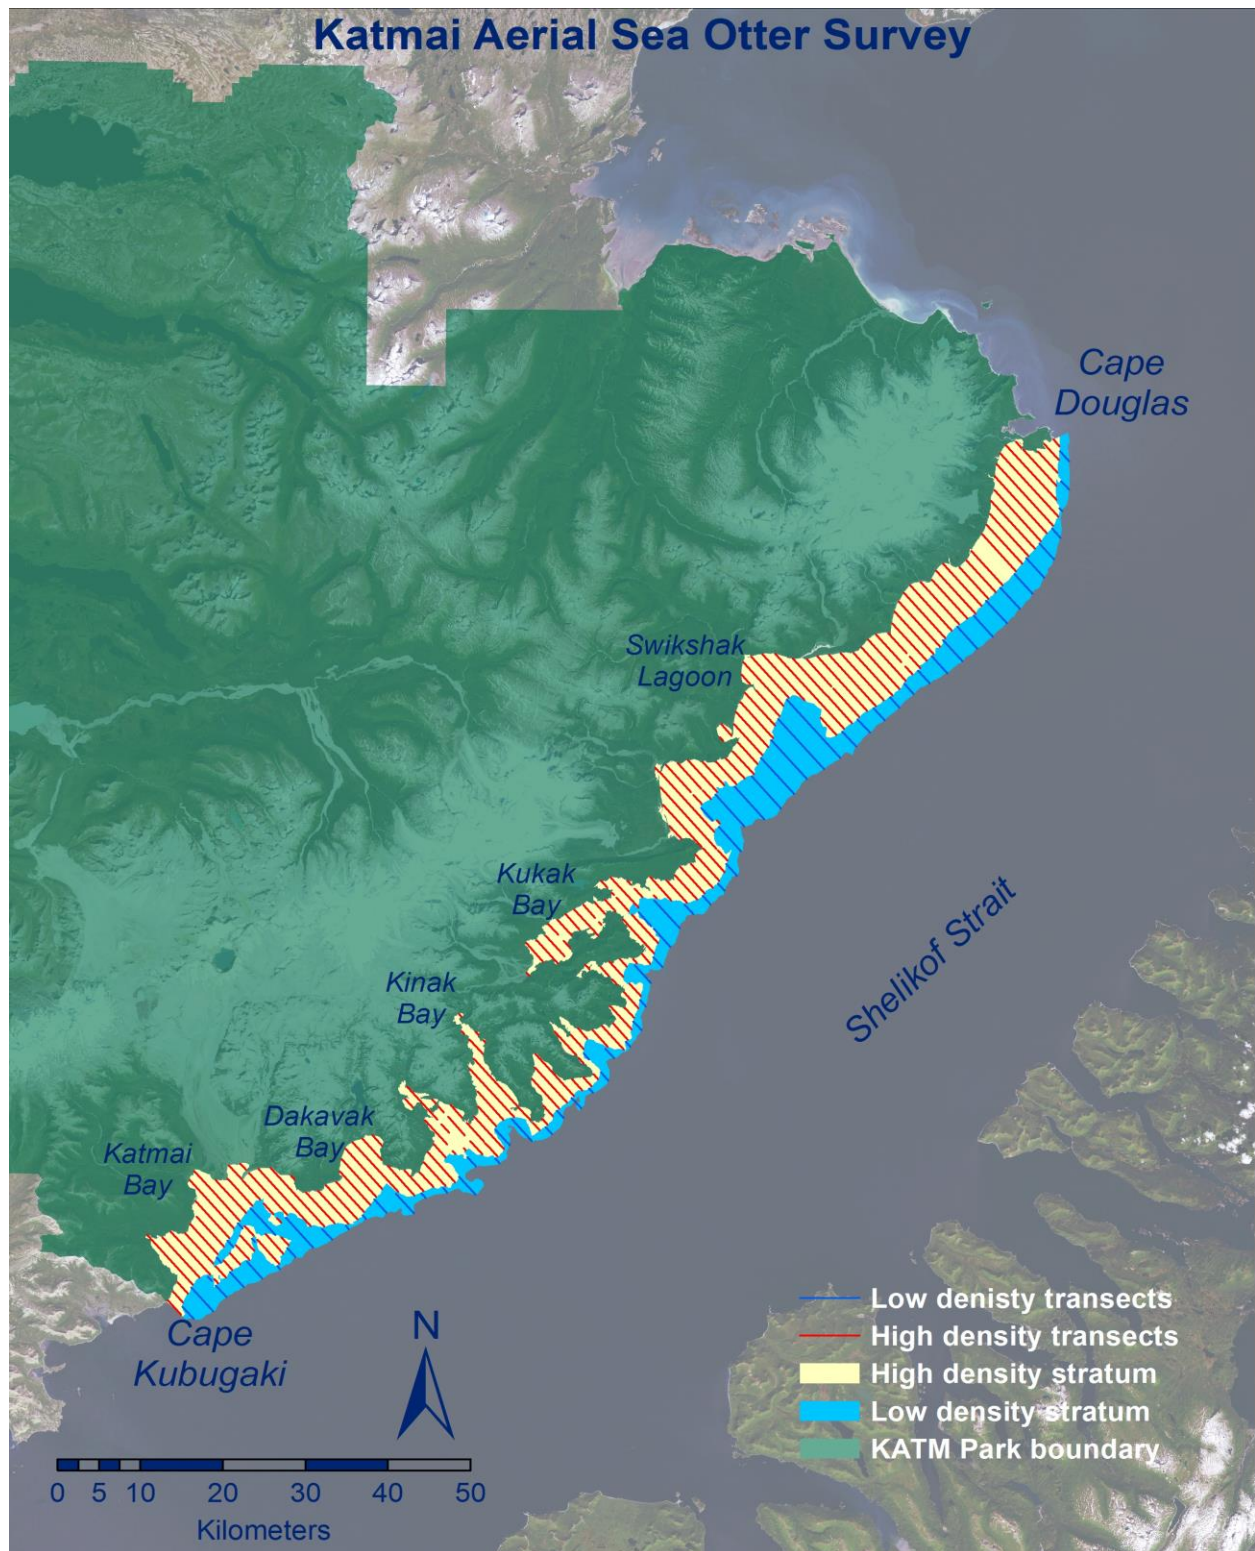 Katmai Aerial Sea Otter Survey
Cape
Douglas
Swikshak
Lagoon
Kukak
Bay
Shelikof Strait
Kinak
Bay
Dakavak
Bay
Katmai
Bay
Cape
Kubugaki
N
Low denisty transects
High density transects
High density stratum
Low density stratum
KATM Park boundary
0 5 10 20 30 40 50
Kilometers